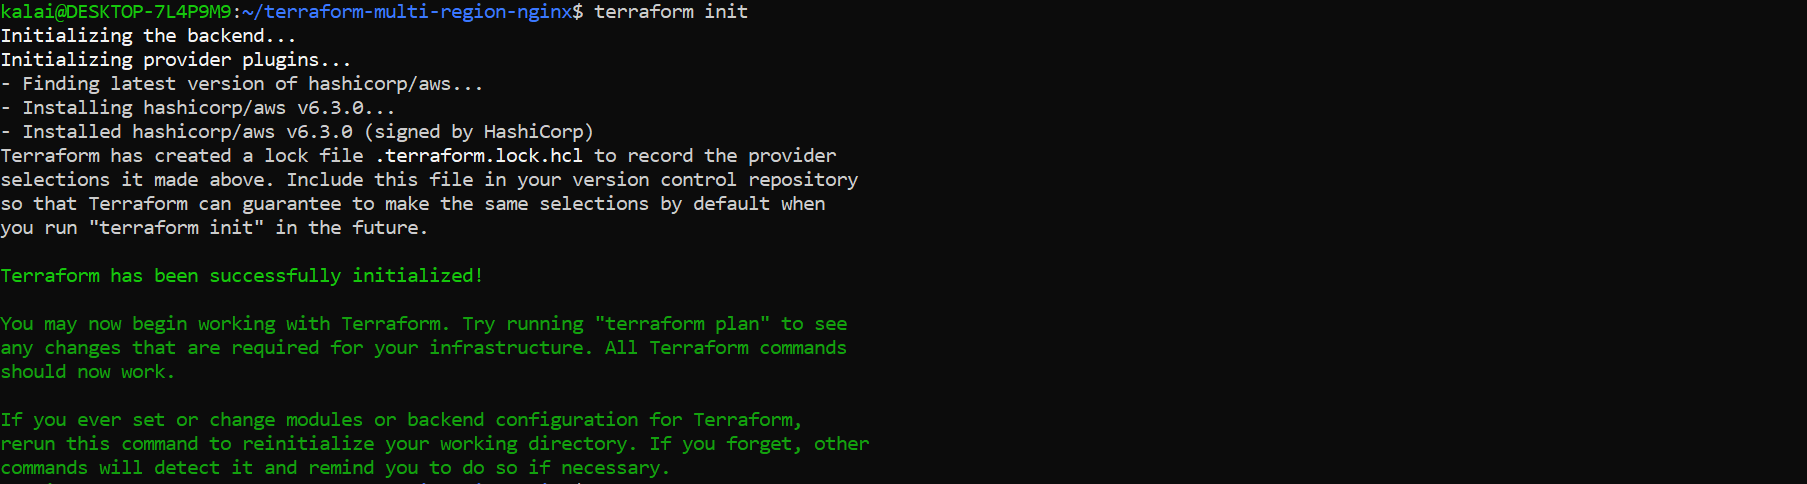 kalai@DESKTOP-7L4P9M9:~/terraform-multi-region-nginx$ terraform init
Initializing the backend...
Initializing provider plugins...
- Finding latest version of hashicorp/aws...
- Installing hashicorp/aws v6.3.0...
- Installed hashicorp/aws v6.3.0 (signed by HashiCorp)
Terraform has created a lock file .terraform.lock.hcl to record the provider
selections it made above. Include this file in your version control repository
so that Terraform can guarantee to make the same selections by default when
you run "terraform init" in the future.
Terraform has been successfully initialized!
You may now begin working with Terraform. Try running "terraform plan" to see
any changes that are required for your infrastructure. All Terraform commands
should now work.
If you ever set or change modules or backend configuration for Terraform,
rerun this command to reinitialize your working directory. If you forget, other
commands will detect it and remind you to do so if necessary.